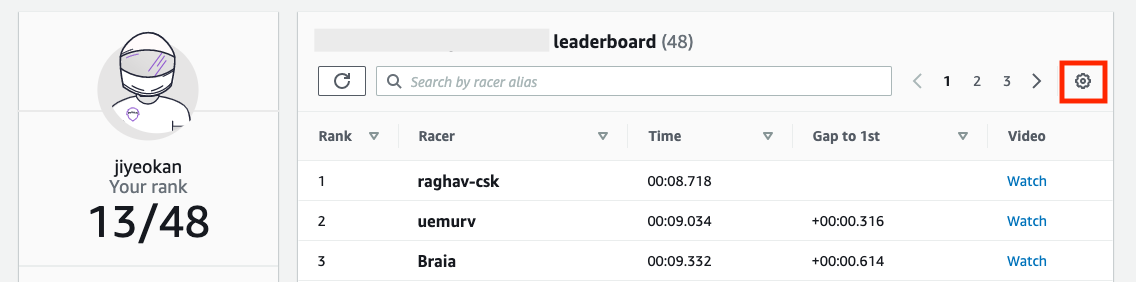 jiyeokan
Your rank
13/48
leaderboard (48)
Search by racer alias
1 2 3
Rank Racer Time Gap to 1st Video
1 raghav-csk 00:08.718 Watch
2 uemurv 00:09.034 +00:00.316 Watch
3 Braia 00:09.332 +00:00.614 Watch